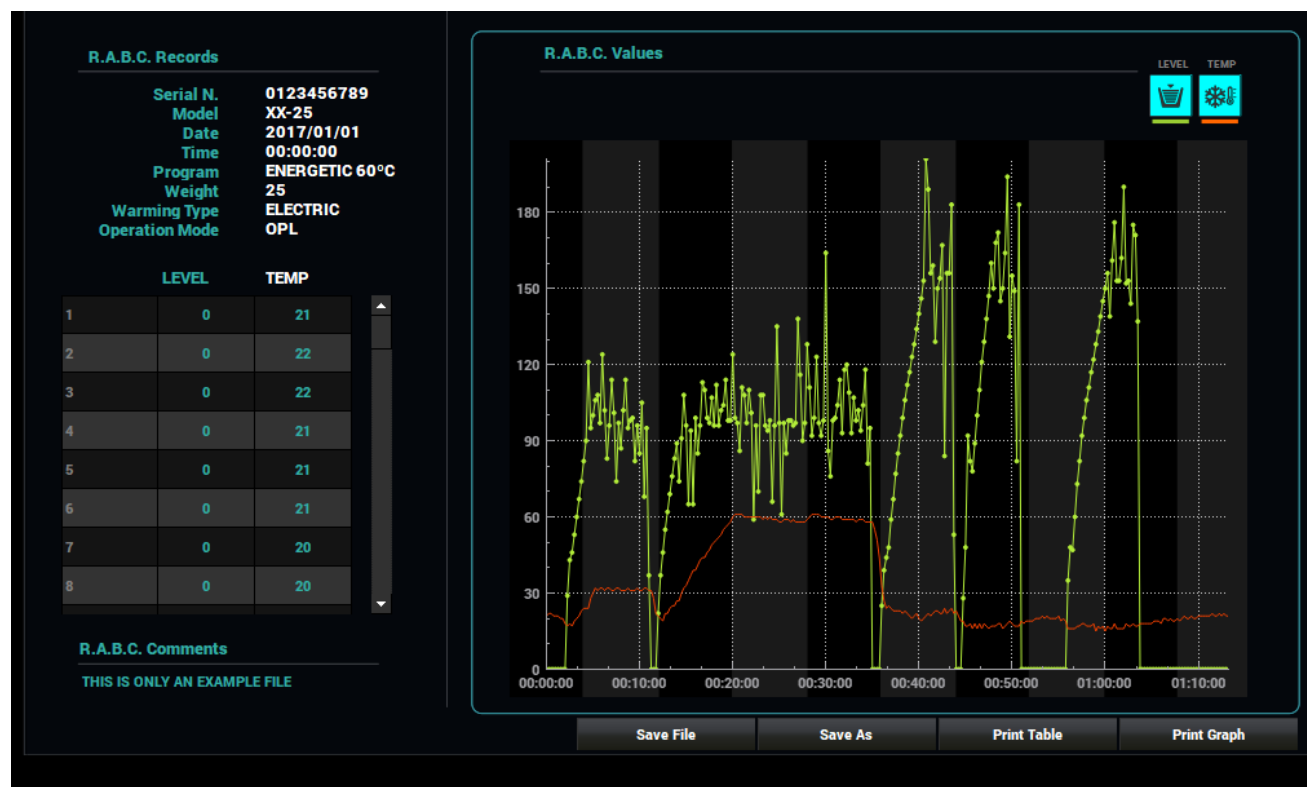 R.A.B.C. Records
Serial N. 0123456789
Model XX-25
Date 2017/01/01
Time 00:00:00
Program ENERGETIC 60ºC
Weight 25
Warming Type ELECTRIC
Operation Mode OPL
LEVEL TEMP
1 0 21
2 0 22
3 0 22
4 0 21
5 0 21
6 0 21
7 0 20
8 0 20
R.A.B.C. Comments
THIS IS ONLY AN EXAMPLE FILE
R.A.B.C. Values
LEVEL TEMP
180
150
120
90
60
30
0
00:00:00 00:10:00 00:20:00 00:30:00 00:40:00 00:50:00 01:00:00 01:10:00
Save File Save As Print Table Print Graph